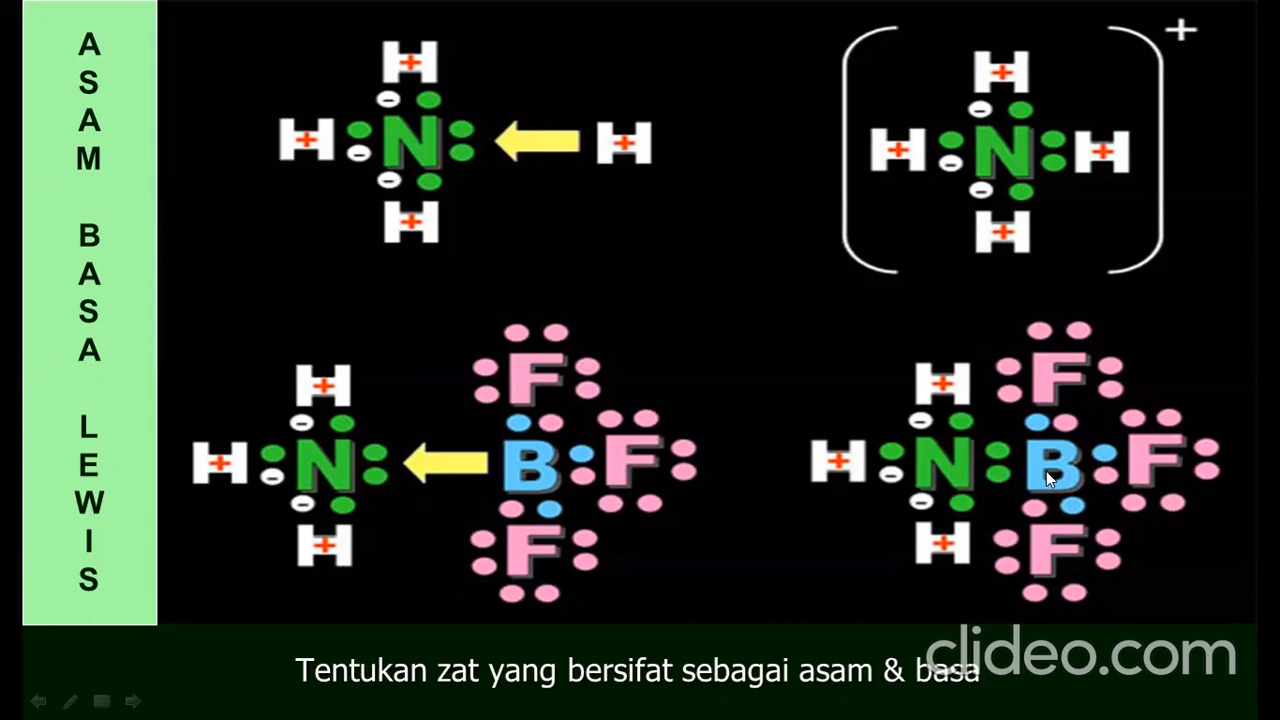 A
S
A
M
B
A
S
A
L
E
W
I
S
H
H N H
H
+
H
H N H
H
H F
H N B F
H F
H F
H N B F
H F
Tentukan zat yang bersifat sebagai asam & basa
clideo.com